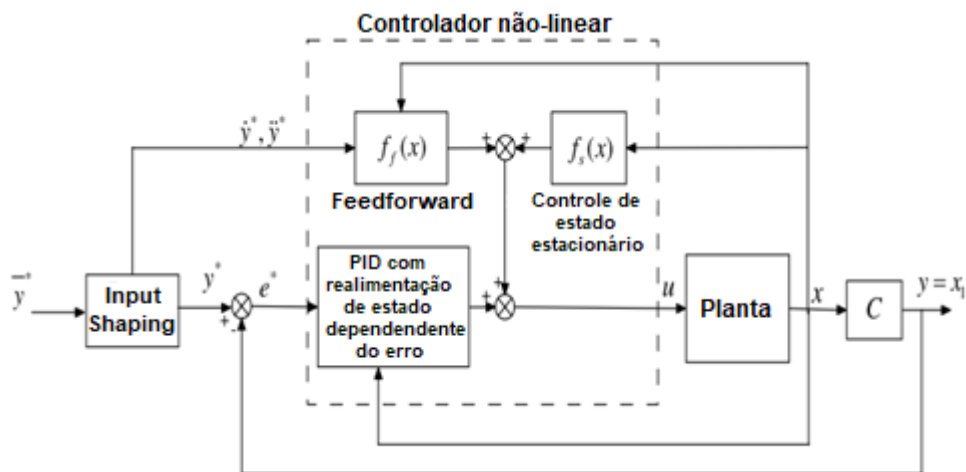 Controlador não-linear
ẏ*, ÿ*
f_f(x)
+
+
f_s(x)
Feedforward
Controle de
estado
estacionário
ȳ*
Input
Shaping
y*
+
-
e*
PID com
realimentação
de estado
dependendente
do erro
+
+
u
Planta
x
C
y = x₁